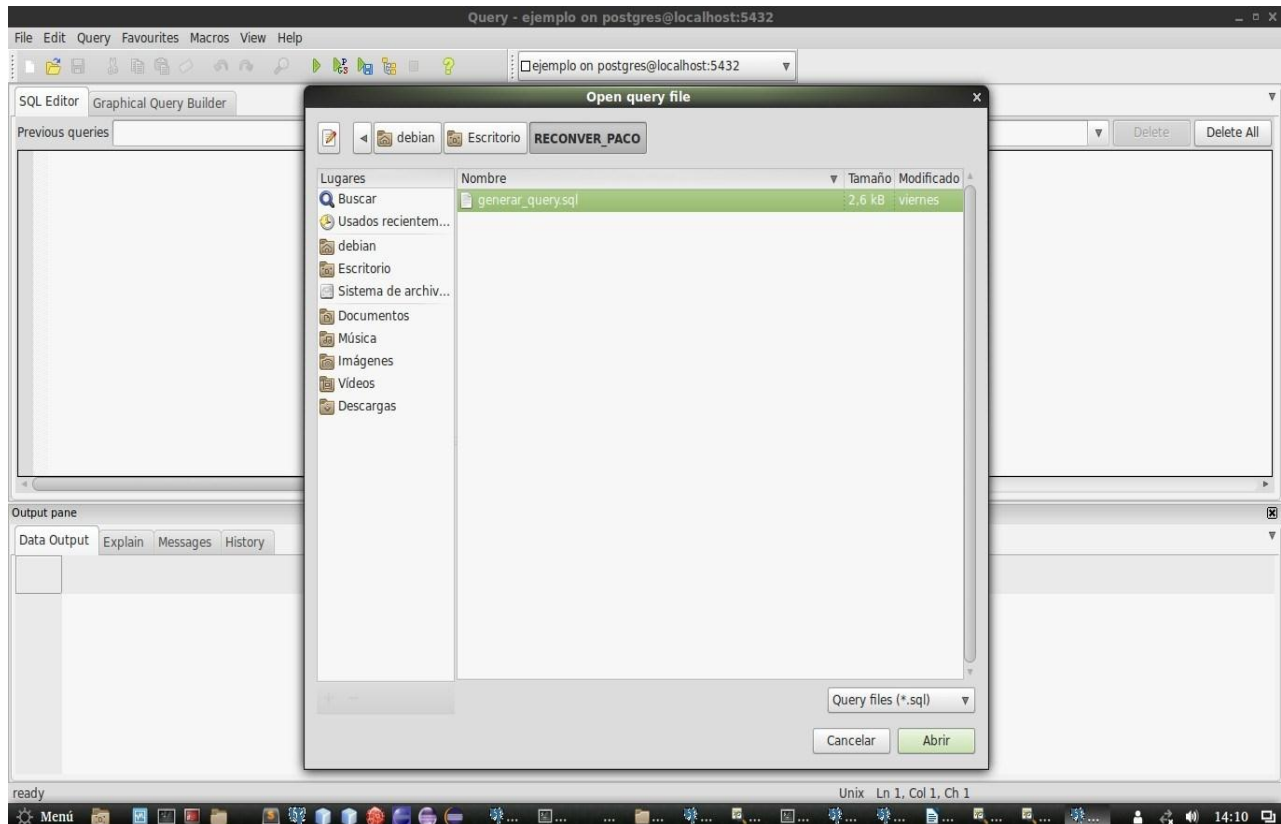 Query - ejemplo on postgres@localhost:5432
File Edit Query Favourites Macros View Help
ejemplo on postgres@localhost:5432
SQL Editor Graphical Query Builder
Previous queries
Delete Delete All
Open query file
debian Escritorio RECONVER_PACO
Lugares
Buscar
Usados recientem...
debian
Escritorio
Sistema de archiv...
Documentos
Música
Imágenes
Vídeos
Descargas
Nombre Tamaño Modificado
generar_query.sql 2,6 kB viernes
Query files (*.sql)
Cancelar Abrir
Output pane
Data Output Explain Messages History
ready Unix Ln 1, Col 1, Ch 1
Menú ... ... ... ... ... ... ... ... ... ... ... ... ... 14:10